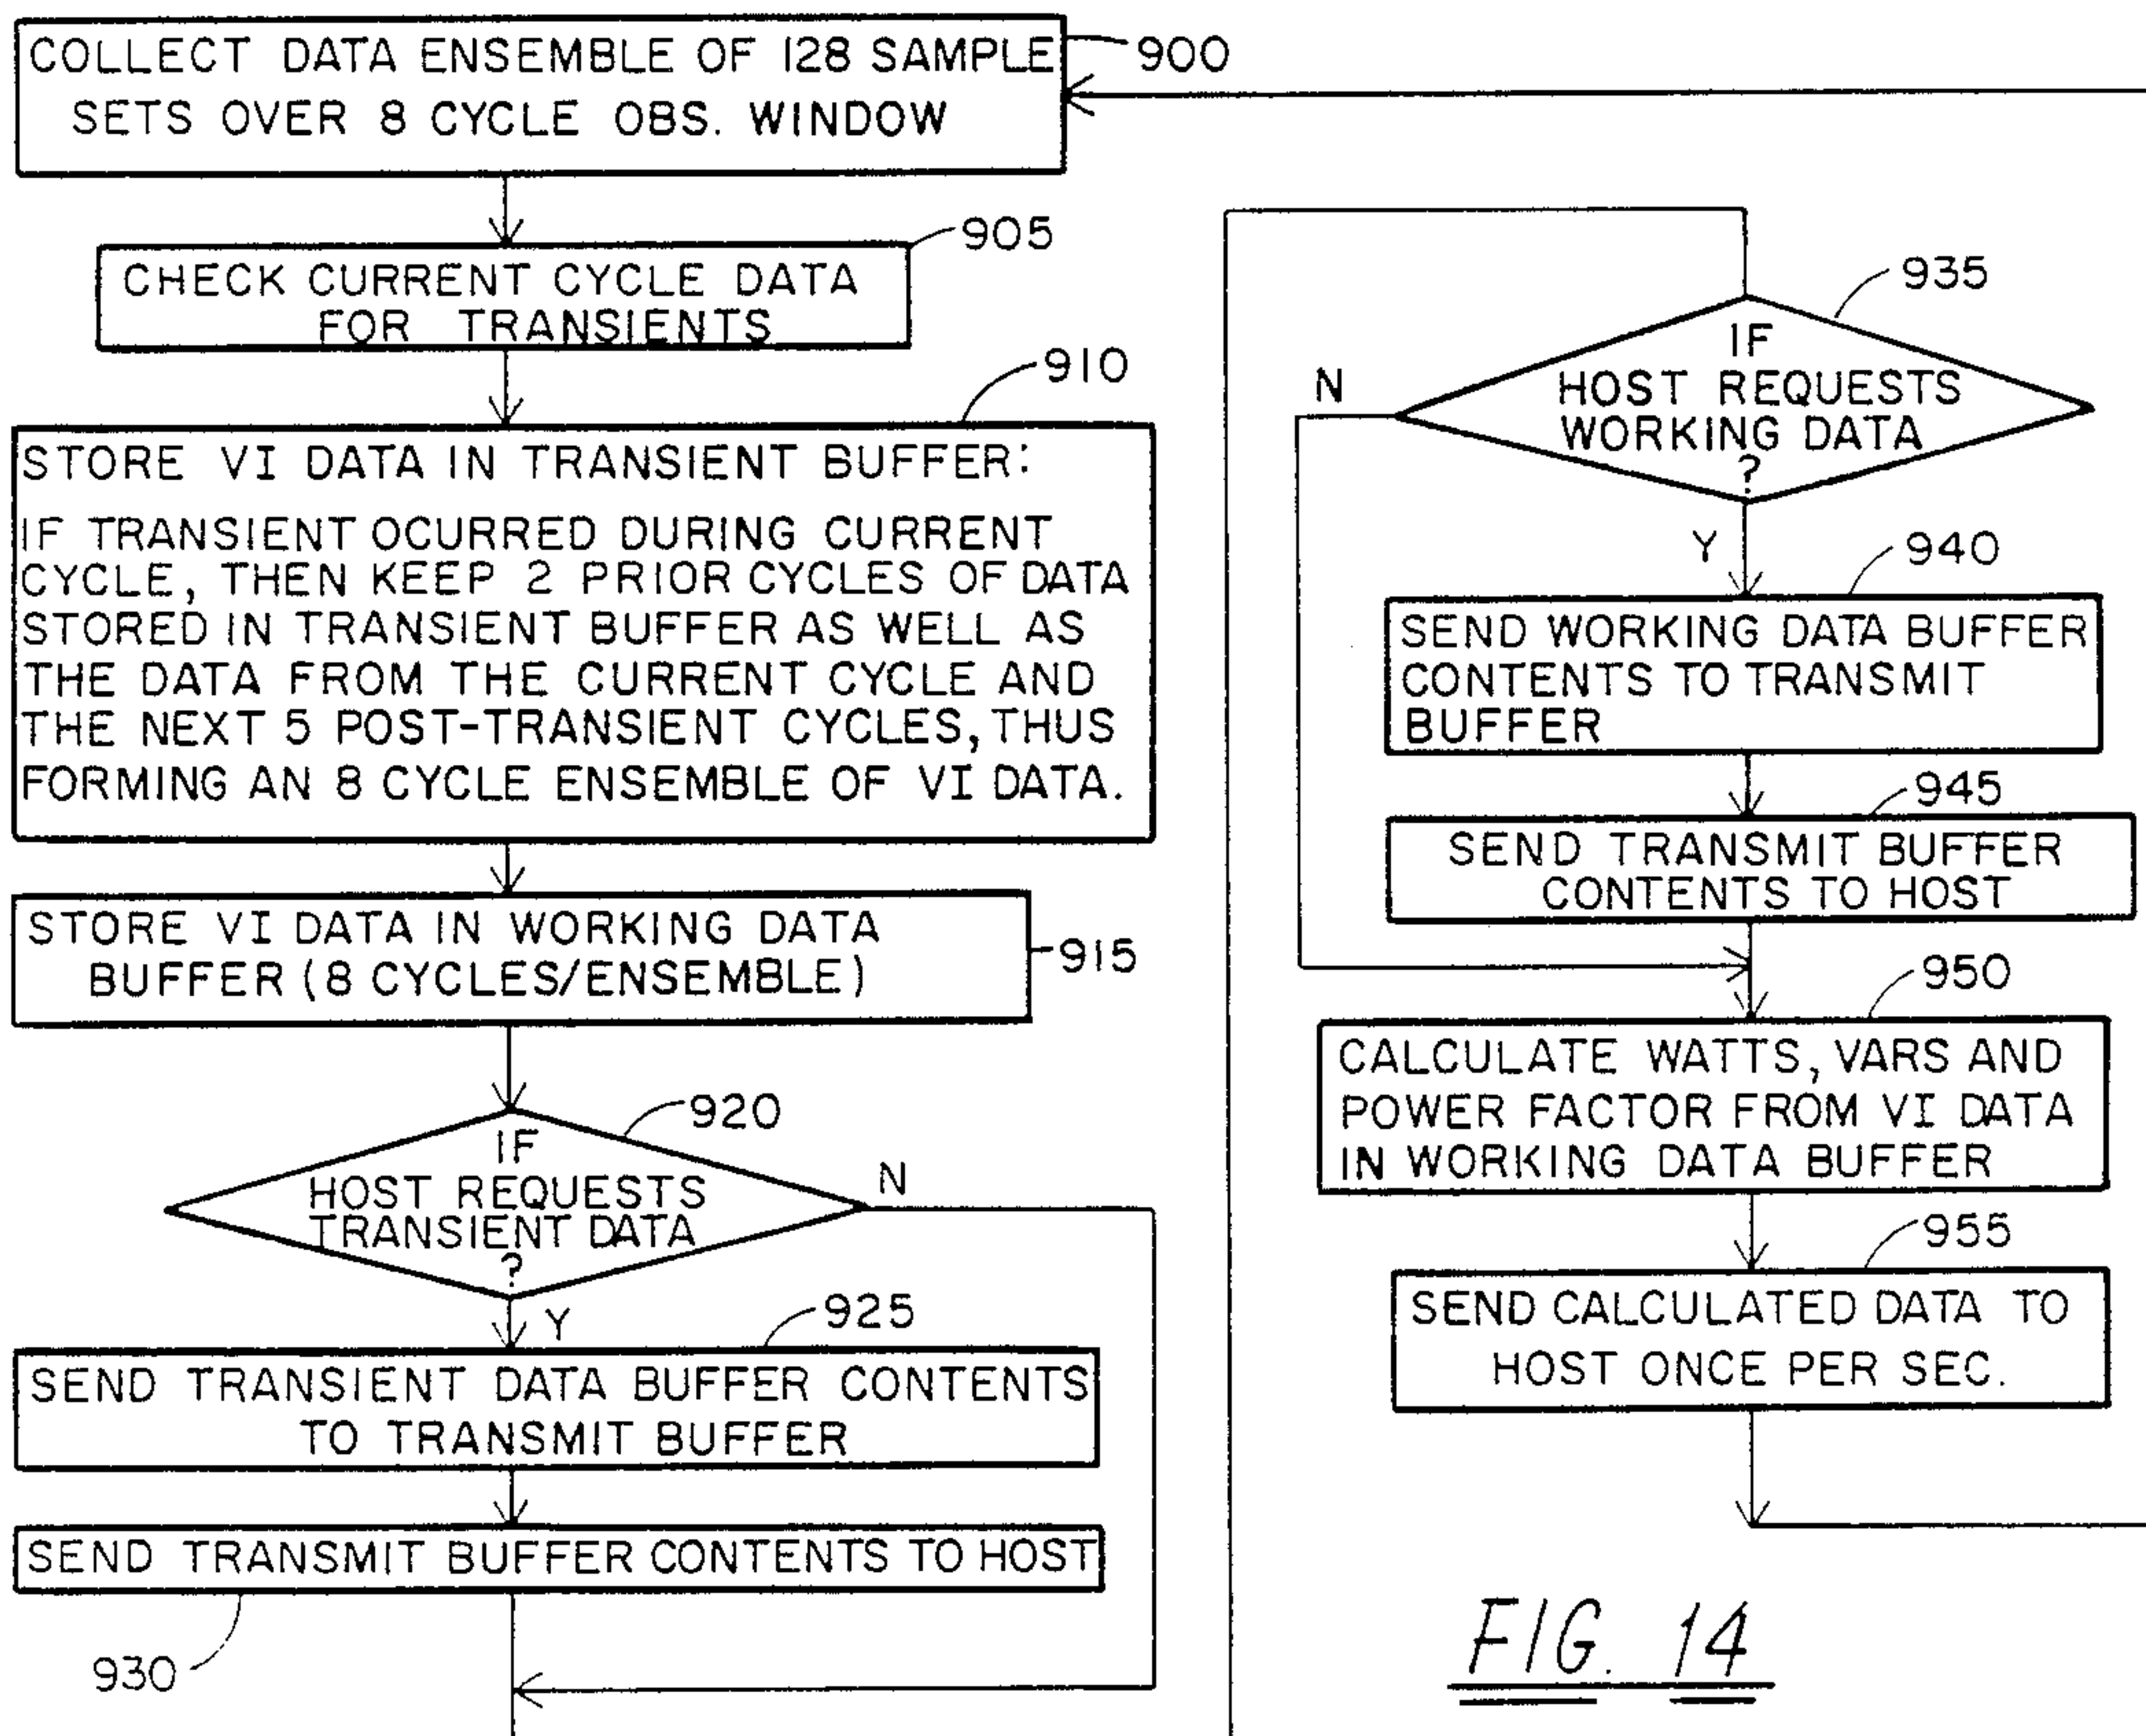 COLLECT DATA ENSEMBLE OF 128 SAMPLE
SETS OVER 8 CYCLE OBS. WINDOW
900
CHECK CURRENT CYCLE DATA
FOR TRANSIENTS
905
910
STORE VI DATA IN TRANSIENT BUFFER:
IF TRANSIENT OCURRED DURING CURRENT
CYCLE, THEN KEEP 2 PRIOR CYCLES OF DATA
STORED IN TRANSIENT BUFFER AS WELL AS
THE DATA FROM THE CURRENT CYCLE AND
THE NEXT 5 POST-TRANSIENT CYCLES, THUS
FORMING AN 8 CYCLE ENSEMBLE OF VI DATA.
STORE VI DATA IN WORKING DATA
BUFFER (8 CYCLES/ENSEMBLE)
915
920
IF
HOST REQUESTS
TRANSIENT DATA
?
N
Y
925
SEND TRANSIENT DATA BUFFER CONTENTS
TO TRANSMIT BUFFER
SEND TRANSMIT BUFFER CONTENTS TO HOST
930
935
IF
HOST REQUESTS
WORKING DATA
?
N
Y
940
SEND WORKING DATA BUFFER
CONTENTS TO TRANSMIT
BUFFER
945
SEND TRANSMIT BUFFER
CONTENTS TO HOST
950
CALCULATE WATTS, VARS AND
POWER FACTOR FROM VI DATA
IN WORKING DATA BUFFER
955
SEND CALCULATED DATA TO
HOST ONCE PER SEC.
FIG. 14